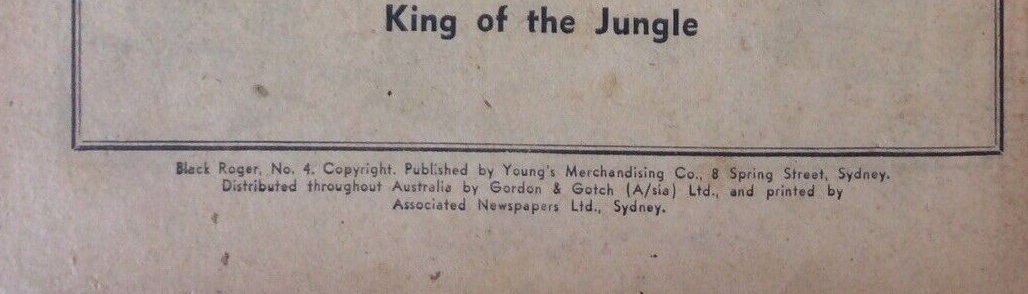 King of the Jungle
Black Roger, No. 4. Copyright. Published by Young's Merchandising Co., 8 Spring Street, Sydney.
Distributed throughout Australia by Gordon & Gotch (A/sia) Ltd., and printed by
Associated Newspapers Ltd., Sydney.